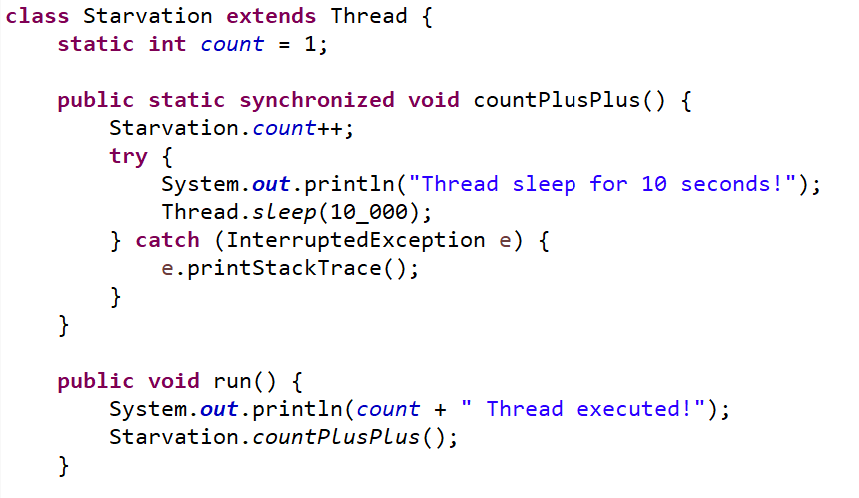 class Starvation extends Thread {
    static int count = 1;

    public static synchronized void countPlusPlus() {
        Starvation.count++;
        try {
            System.out.println("Thread sleep for 10 seconds!");
            Thread.sleep(10_000);
        } catch (InterruptedException e) {
            e.printStackTrace();
        }
    }

    public void run() {
        System.out.println(count + " Thread executed!");
        Starvation.countPlusPlus();
    }